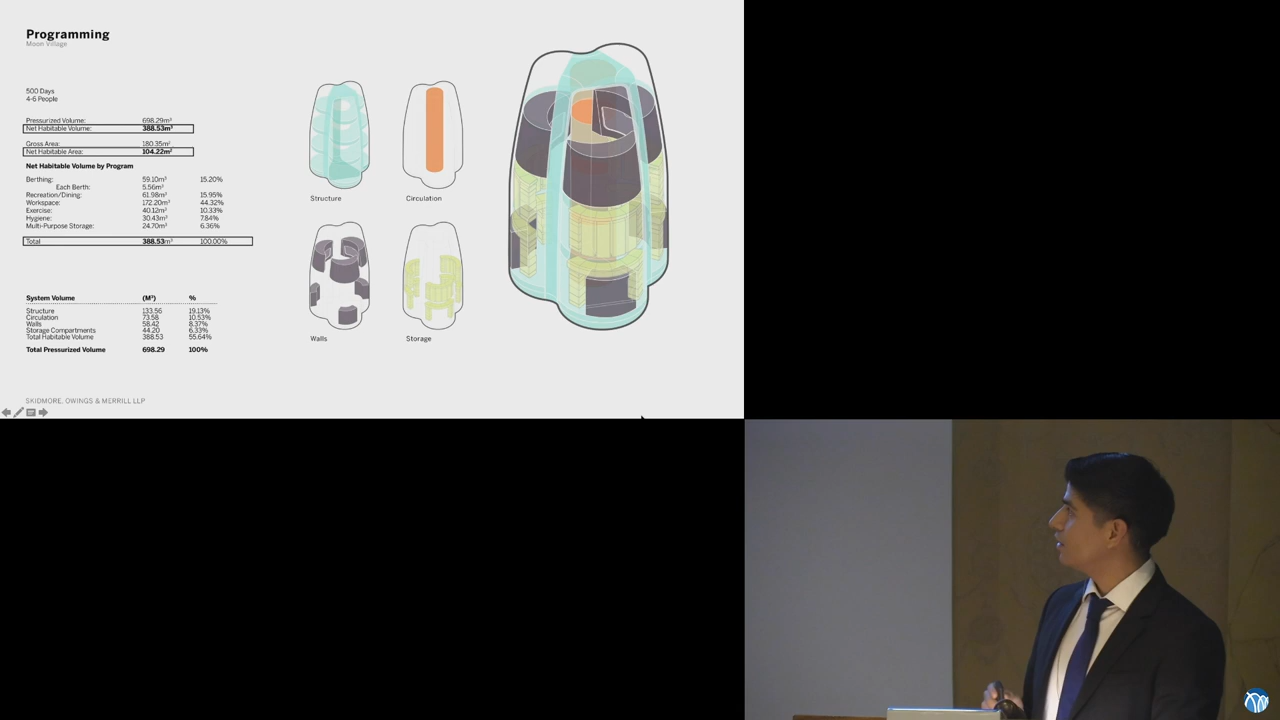 Programming
Moon Village
500 Days
4-6 People
Pressurized Volume: 698.29m³
Net Habitable Volume: 388.53m³
Gross Area: 180.35m²
Net Habitable Area: 104.22m²
Net Habitable Volume by Program
Berthing: 59.10m³ 15.20%
Each Berth: 5.56m³
Recreation/Dining: 61.98m³ 15.95%
Workspace: 172.20m³ 44.32%
Exercise: 40.12m³ 10.33%
Hygiene: 30.43m³ 7.84%
Multi-Purpose Storage: 24.70m³ 6.36%
Total 388.53m³ 100.00%
System Volume (M³) %
Structure 133.56 19.13%
Circulation 73.58 10.53%
Walls 58.42 8.37%
Storage Compartments 44.20 6.33%
Total Habitable Volume 388.53 55.64%
Total Pressurized Volume 698.29 100%
Structure
Circulation
Walls
Storage
SKIDMORE, OWINGS & MERRILL LLP